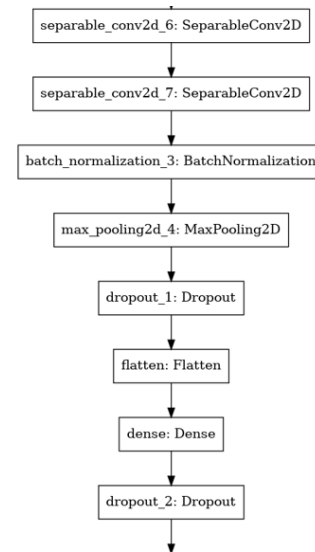 separable_conv2d_6: SeparableConv2D
separable_conv2d_7: SeparableConv2D
batch_normalization_3: BatchNormalization
max_pooling2d_4: MaxPooling2D
dropout_1: Dropout
flatten: Flatten
dense: Dense
dropout_2: Dropout